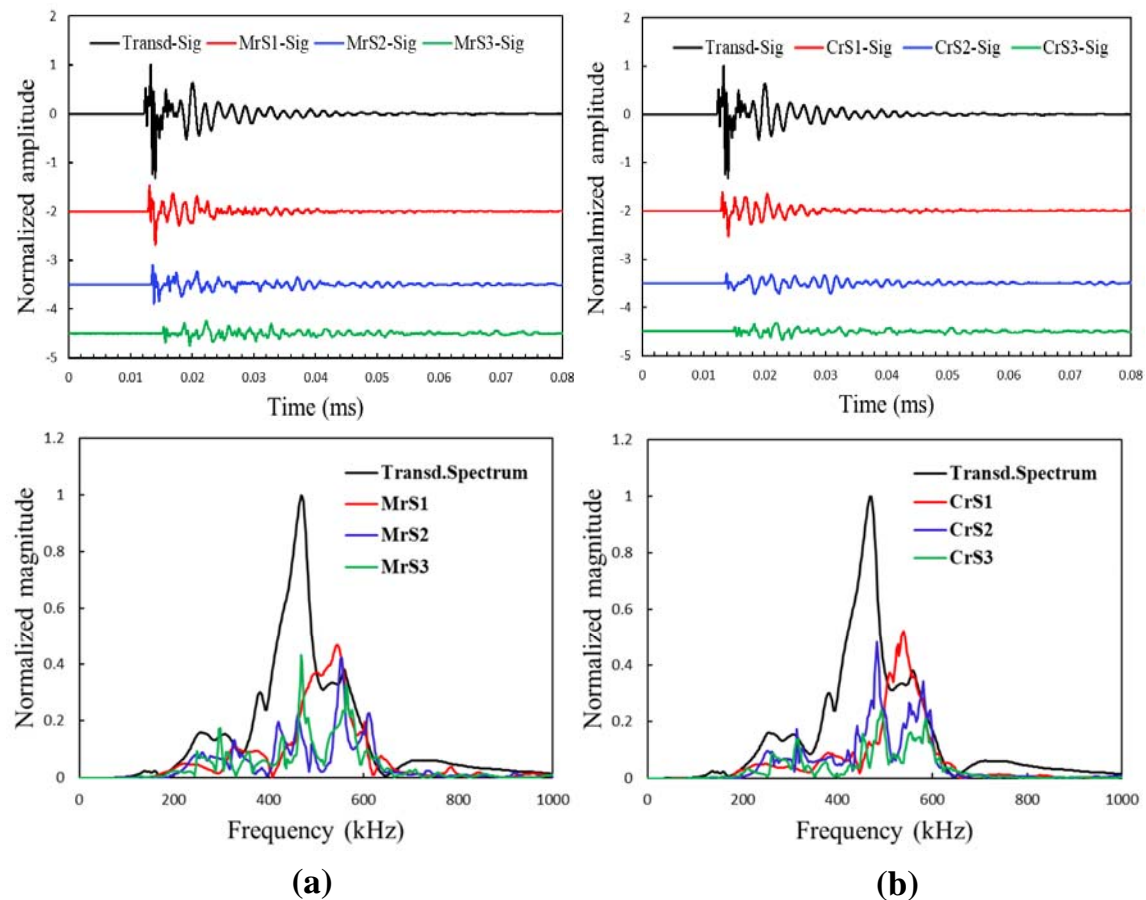 Transd-Sig MrS1-Sig MrS2-Sig MrS3-Sig
2
1
0
-1
-2
-3
-4
-5
Normalized amplitude
0 0.01 0.02 0.03 0.04 0.05 0.06 0.07 0.08
Time (ms)
Transd-Sig CrS1-Sig CrS2-Sig CrS3-Sig
2
1
0
-1
-2
-3
-4
-5
Normalmized amplitude
0 0.01 0.02 0.03 0.04 0.05 0.06 0.07 0.08
Time (ms)
1.2
1
0.8
0.6
0.4
0.2
0
Normalized magnitude
Transd.Spectrum
MrS1
MrS2
MrS3
0 200 400 600 800 1000
Frequency (kHz)
(a)
1.2
1
0.8
0.6
0.4
0.2
0
Normalized magnitude
Transd.Spectrum
CrS1
CrS2
CrS3
0 200 400 600 800 1000
Frequency (kHz)
(b)